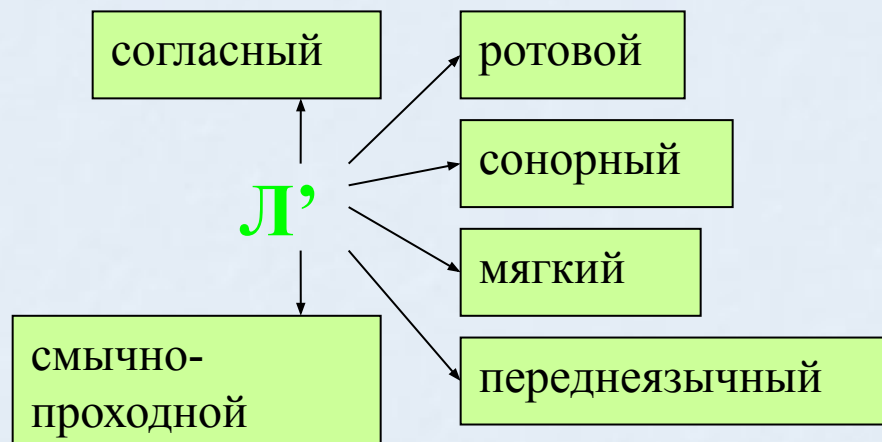 согласный
ротовой
сонорный
Л’
мягкий
смычно-
проходной
переднеязычный